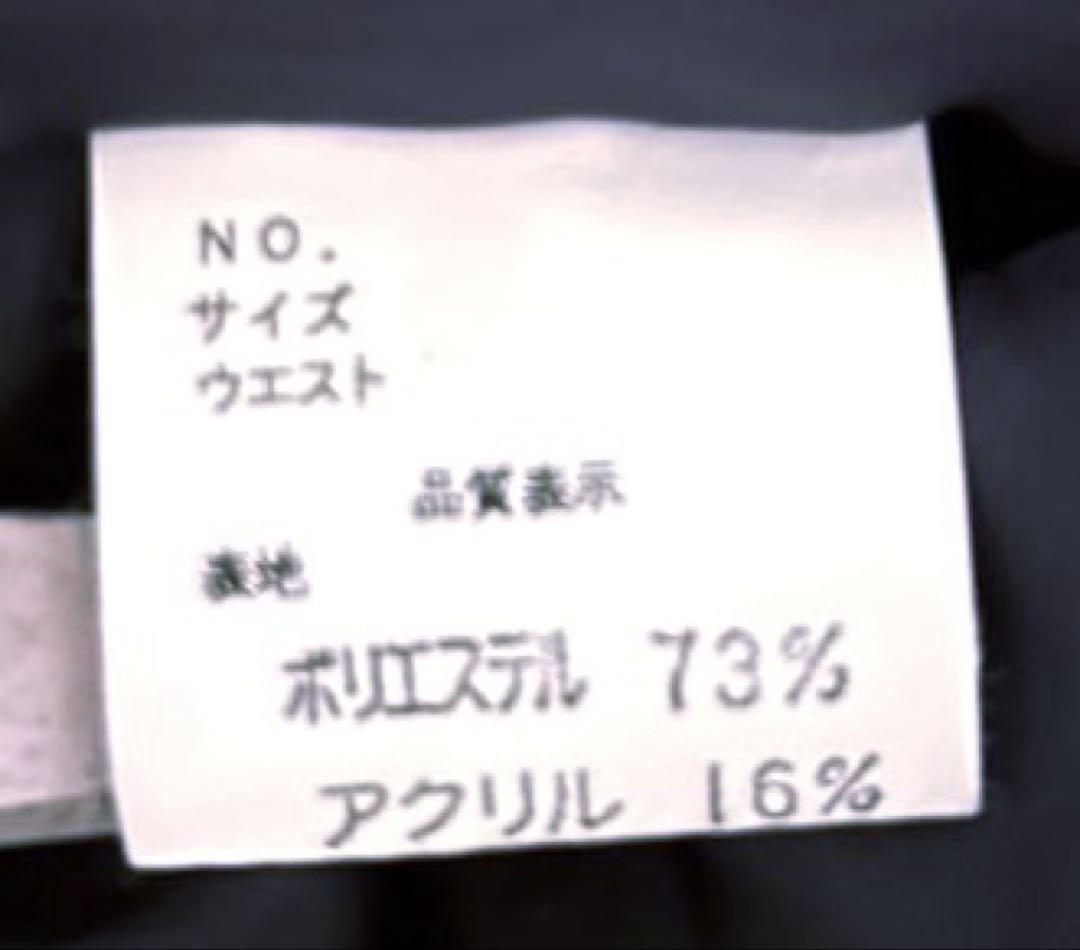 NO.
サイズ
ウエスト
品質表示
表地
ポリエステル 73%
アクリル 16%